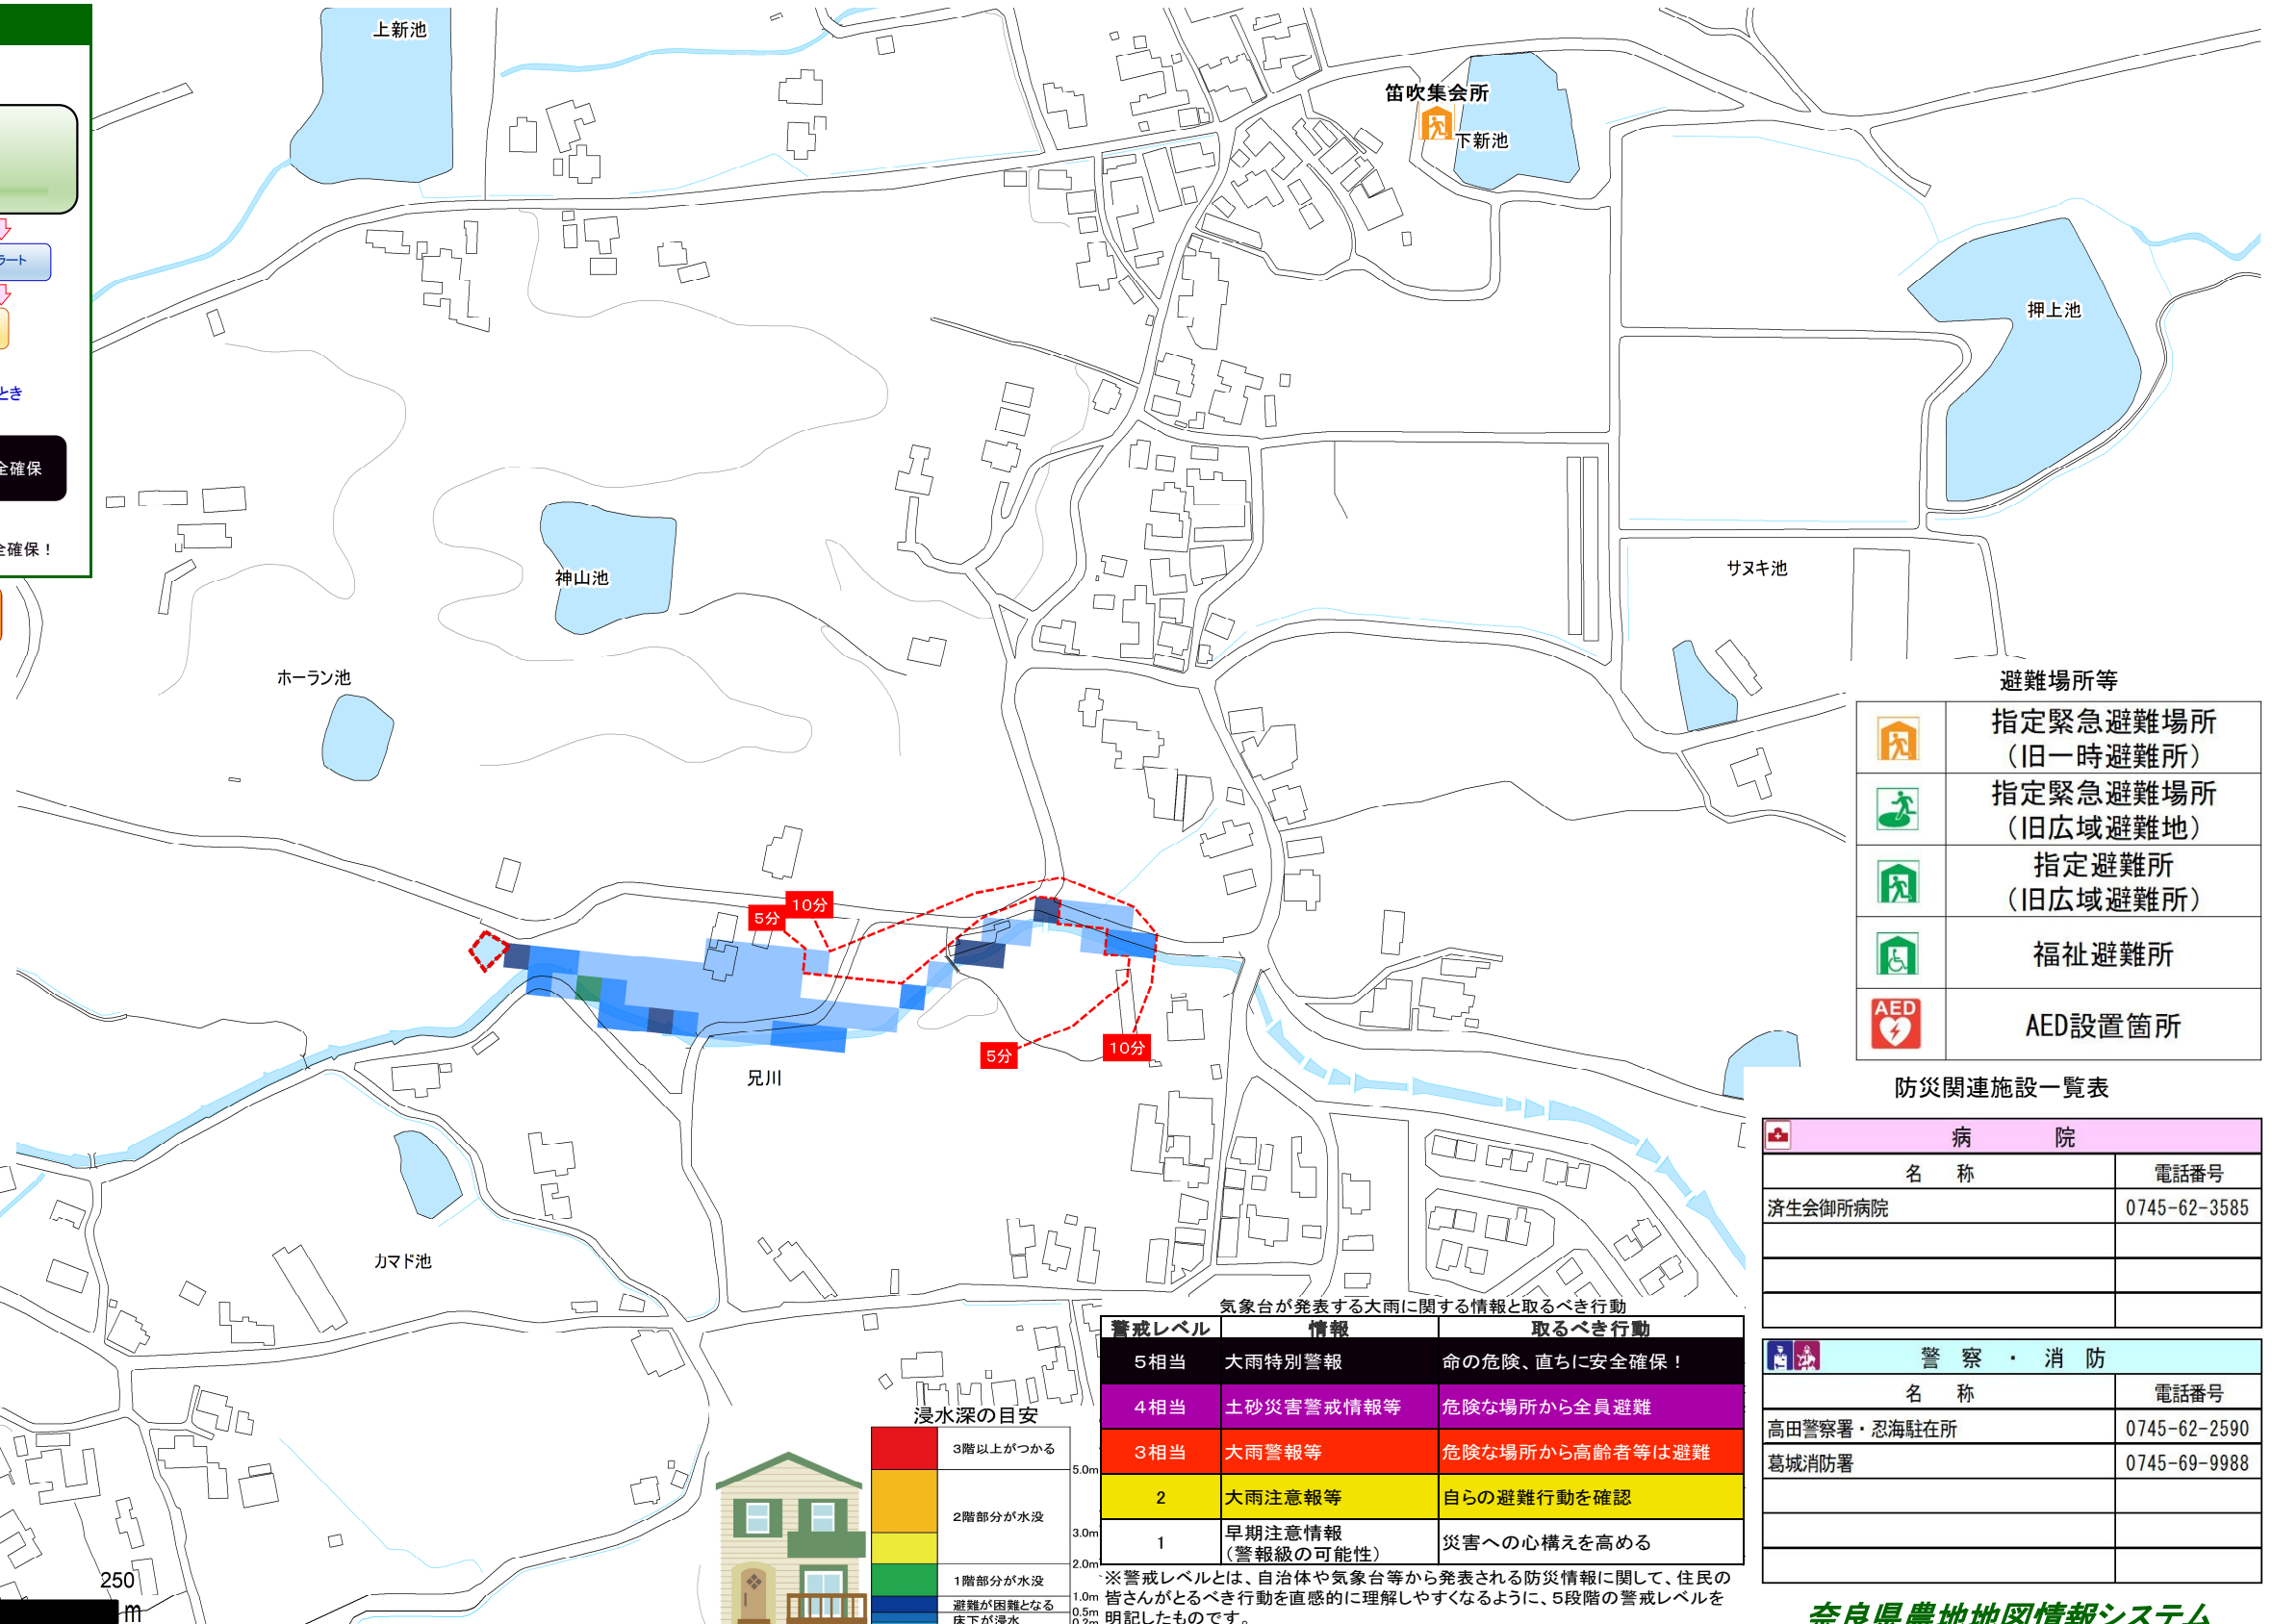 上新池
ラート
とき
全確保
全確保！
笛吹集会所
下新池
押上池
神山池
サヌキ池
ホーラン池
5分
10分
5分
10分
兄川
カマド池
250
m
避難場所等
指定緊急避難場所
（旧一時避難所）
指定緊急避難場所
（旧広域避難地）
指定避難所
（旧広域避難所）
福祉避難所
AED
AED設置箇所
防災関連施設一覧表
病 院
名 称 電話番号
済生会御所病院 0745-62-3585
警 察 ・ 消 防
名 称 電話番号
高田警察署・忍海駐在所 0745-62-2590
葛城消防署 0745-69-9988
気象台が発表する大雨に関する情報と取るべき行動
警戒レベル 情報 取るべき行動
5相当 大雨特別警報 命の危険、直ちに安全確保！
4相当 土砂災害警戒情報等 危険な場所から全員避難
3相当 大雨警報等 危険な場所から高齢者等は避難
2 大雨注意報等 自らの避難行動を確認
1 早期注意情報
（警報級の可能性） 災害への心構えを高める
※警戒レベルとは、自治体や気象台等から発表される防災情報に関して、住民の
皆さんがとるべき行動を直感的に理解しやすくなるように、5段階の警戒レベルを
明記したものです。
浸水深の目安
3階以上がつかる
5.0m
2階部分が水没
3.0m
2.0m
1階部分が水没
1.0m
避難が困難となる
0.5m
床下が浸水
0.2m
奈良県農地地図情報システム